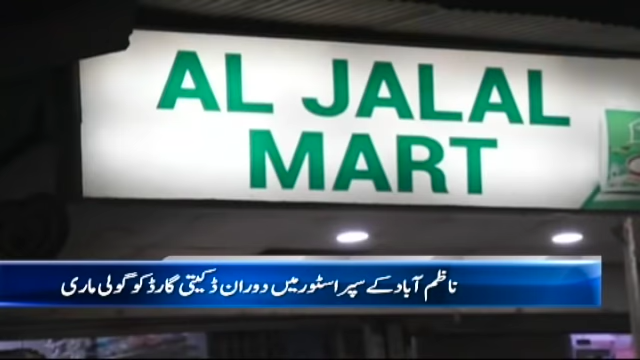 AL JALAL
MART
ناظم آباد کے سپر اسٹور میں دوران ڈکیتی گارڈ کو گولی ماری